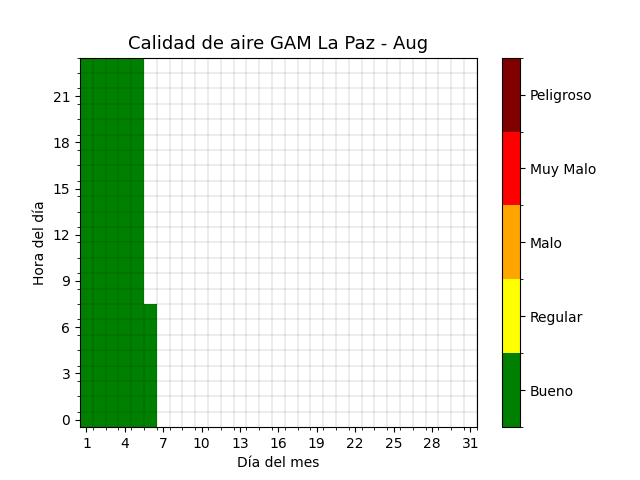 Calidad de aire GAM La Paz - Aug
Hora del día
21
18
15
12
9
6
3
0
1 4 7 10 13 16 19 22 25 28 31
Día del mes
Peligroso
Muy Malo
Malo
Regular
Bueno